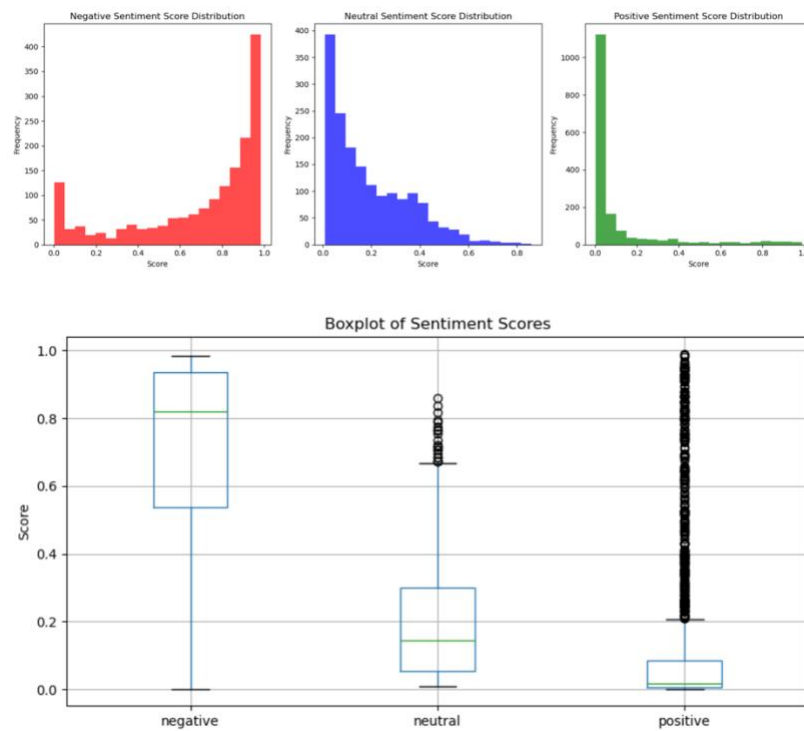 Negative Sentiment Score Distribution
Neutral Sentiment Score Distribution
Positive Sentiment Score Distribution
Frequency
400
350
300
250
200
150
100
50
0
0.0 0.2 0.4 0.6 0.8 1.0
Score
Frequency
400
350
300
250
200
150
100
50
0
0.0 0.2 0.4 0.6 0.8
Score
Frequency
1000
800
600
400
200
0
0.0 0.2 0.4 0.6 0.8
Score
Boxplot of Sentiment Scores
Score
1.0
0.8
0.6
0.4
0.2
0.0
negative neutral positive